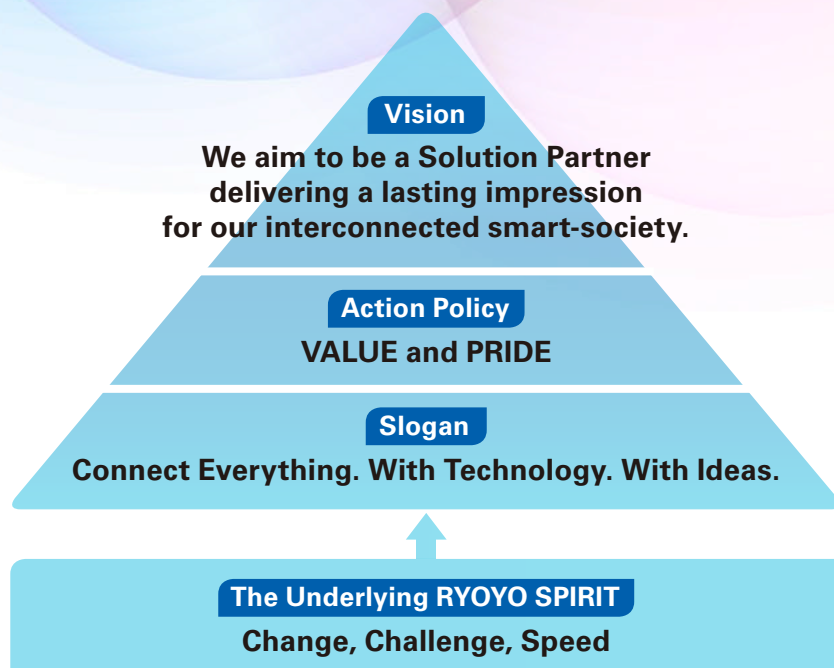 Vision
We aim to be a Solution Partner
delivering a lasting impression
for our interconnected smart-society.
Action Policy
VALUE and PRIDE
Slogan
Connect Everything. With Technology. With Ideas.
The Underlying RYOYO SPIRIT
Change, Challenge, Speed